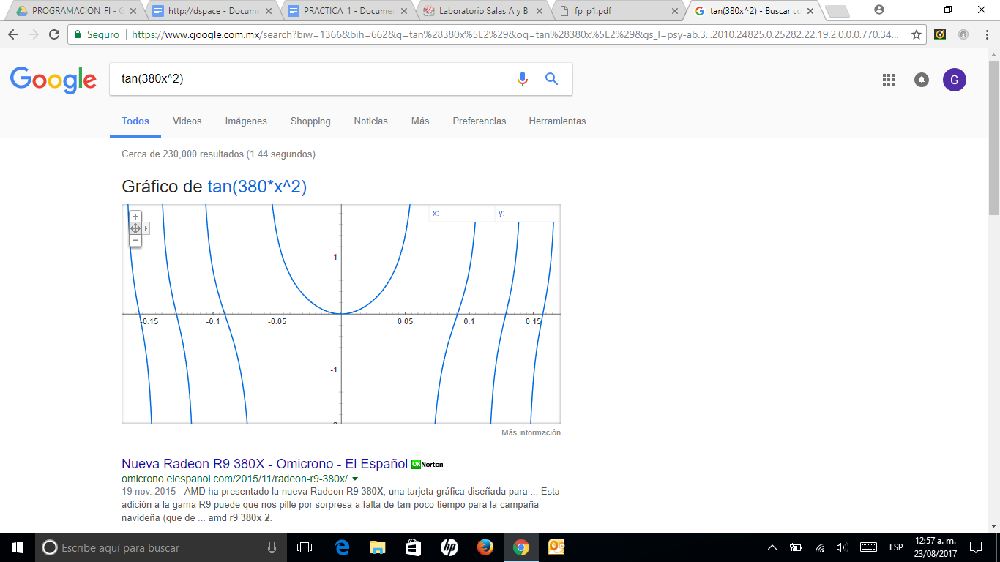 PROGRAMACION_FI - G
http://dspace - Docume
PRACTICA_1 - Docume
Laboratorio Salas A y B
fp_p1.pdf
tan(380x^2) - Buscar co
Seguro
https://www.google.com.mx/search?biw=1366&bih=662&q=tan%28380x%5E2%29&oq=tan%28380x%5E2%29&gs_l=psy-ab.3...2010.24825.0.25282.22.19.2.0.0.0.770.34...
Google
tan(380x^2)
G
Todos Videos Imágenes Shopping Noticias Más Preferencias Herramientas
Cerca de 230,000 resultados (1.44 segundos)
Gráfico de tan(380*x^2)
x: y:
1
-0.15 -0.1 -0.05 0.05 0.1 0.15
-1
Más información
Nueva Radeon R9 380X - Omicrono - El Español OK Norton
omicrono.elespanol.com/2015/11/radeon-r9-380x/
19 nov. 2015 - AMD ha presentado la nueva Radeon R9 380X, una tarjeta gráfica diseñada para ... Esta
adición a la gama R9 puede que nos pille por sorpresa a falta de tan poco tiempo para la campaña
navideña (que de ... amd r9 380x 2.
Escribe aquí para buscar
hp
ESP
12:57 a. m.
23/08/2017